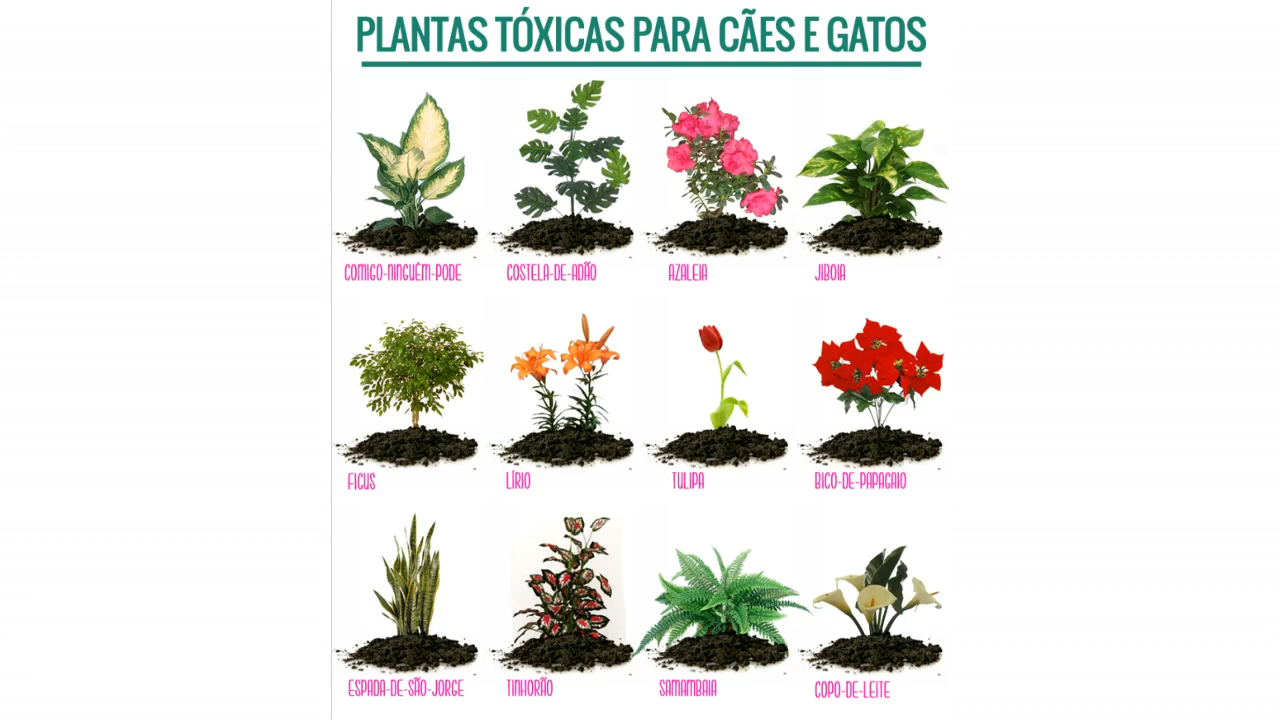 PLANTAS TÓXICAS PARA CÃES E GATOS
COMIGO-NINGUÉM-PODE
COSTELA-DE-ADÃO
AZALEIA
JIBOIA
FICUS
LÍRIO
TULIPA
BICO-DE-PAPAGAIO
ESPADA-DE-SÃO-JORGE
TINHORÃO
SAMAMBAIA
COPO-DE-LEITE